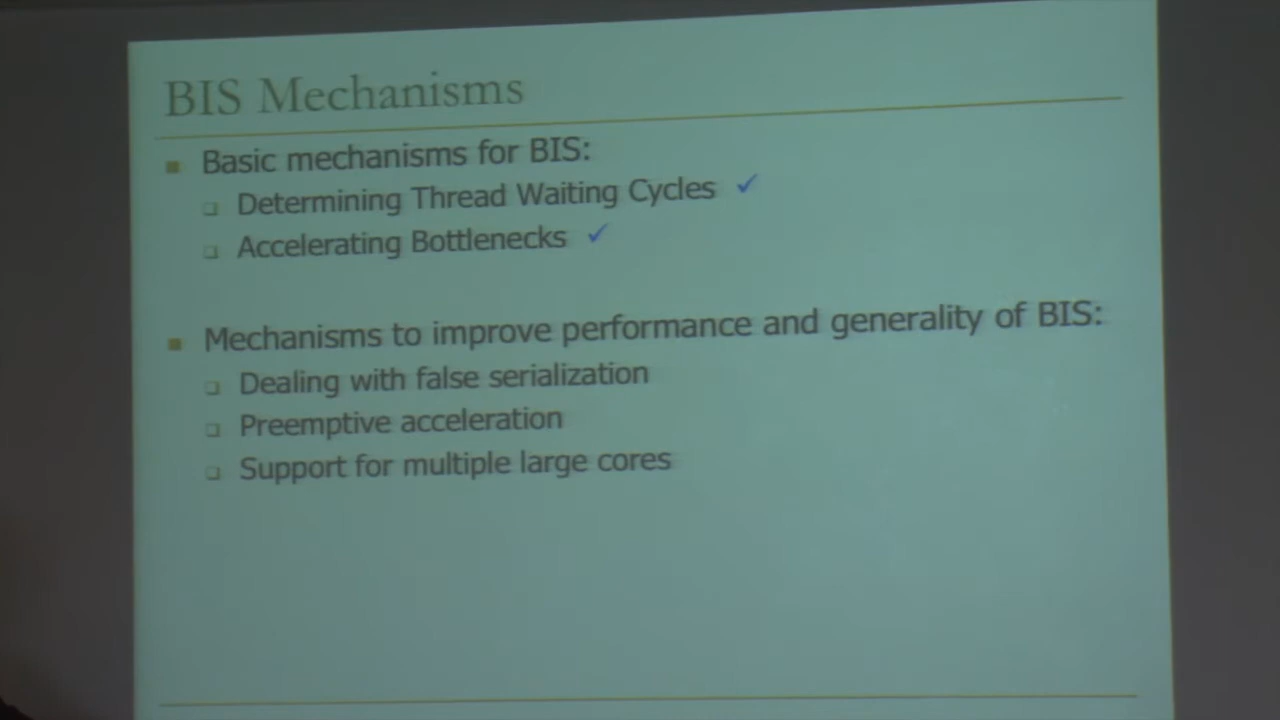 BIS Mechanisms
Basic mechanisms for BIS:
Determining Thread Waiting Cycles ✓
Accelerating Bottlenecks ✓
Mechanisms to improve performance and generality of BIS:
Dealing with false serialization
Preemptive acceleration
Support for multiple large cores